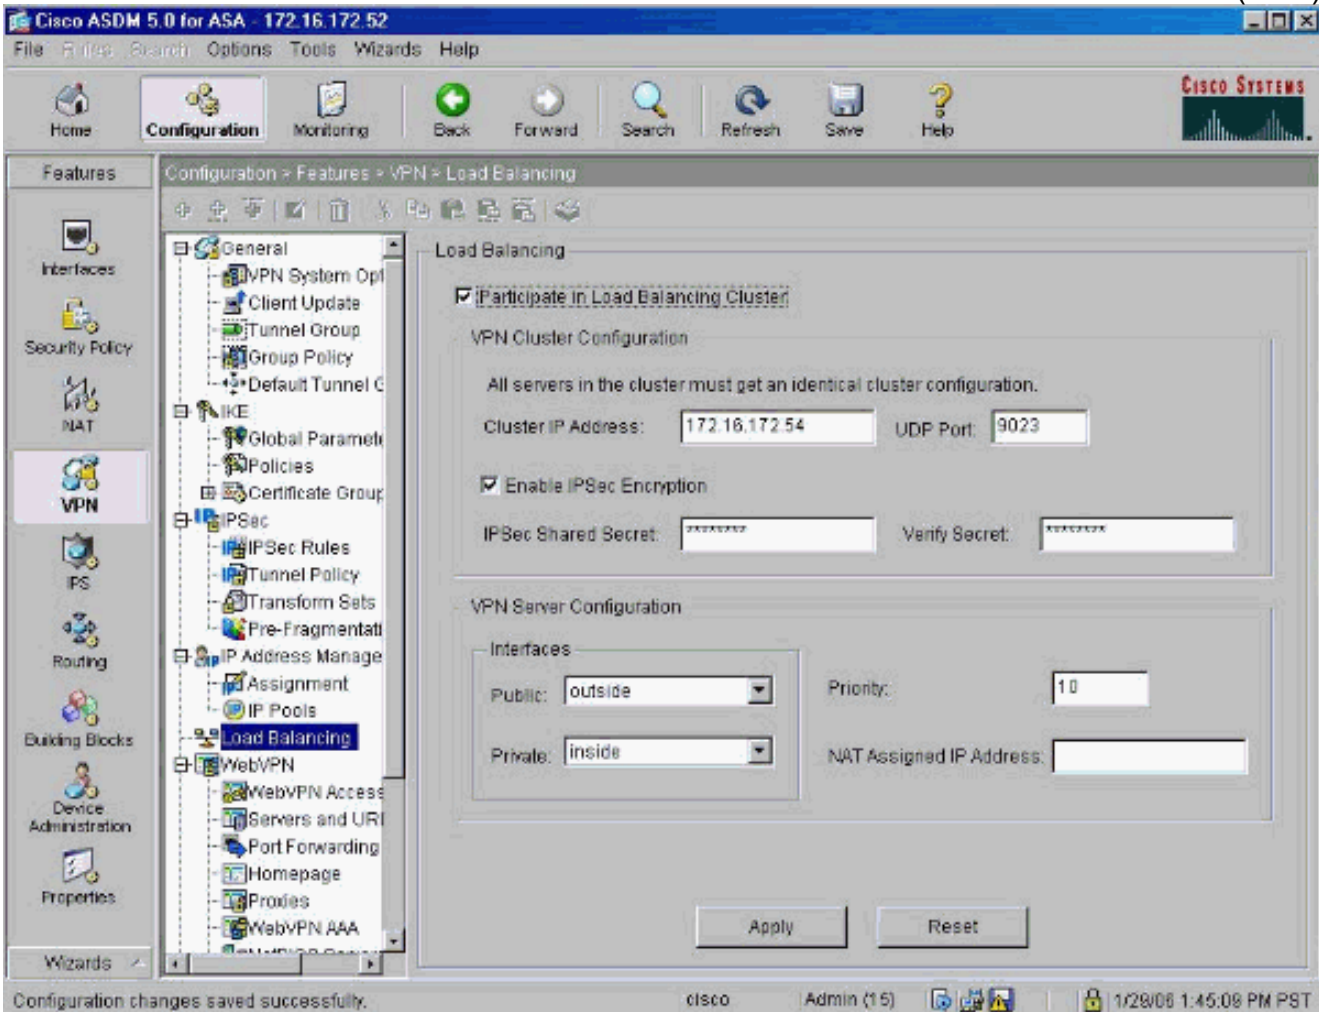 Cisco ASDM 5.0 for ASA - 172.16.172.52
File Rules Search Options Tools Wizards Help
Home Configuration Monitoring Back Forward Search Refresh Save Help
CISCO SYSTEMS
Features
Configuration > Features > VPN > Load Balancing
Interfaces
Security Policy
NAT
VPN
IPS
Routing
Building Blocks
Device
Administration
Properties
Wizards
General
VPN System Opt
Client Update
Tunnel Group
Group Policy
Default Tunnel G
IKE
Global Paramete
Policies
Certificate Group
IPSec
IPSec Rules
Tunnel Policy
Transform Sets
Pre-Fragmentati
IP Address Manage
Assignment
IP Pools
Load Balancing
WebVPN
WebVPN Access
Servers and URL
Port Forwarding
Homepage
Proxies
WebVPN AAA
Load Balancing
Participate in Load Balancing Cluster
VPN Cluster Configuration
All servers in the cluster must get an identical cluster configuration.
Cluster IP Address: 172.16.172.54 UDP Port: 9023
Enable IPSec Encryption
IPSec Shared Secret: ******** Verify Secret: ********
VPN Server Configuration
Interfaces
Public: outside
Private: inside
Priority: 10
NAT Assigned IP Address:
Apply Reset
Configuration changes saved successfully. cisco Admin (15) 1/29/06 1:45:09 PM PST